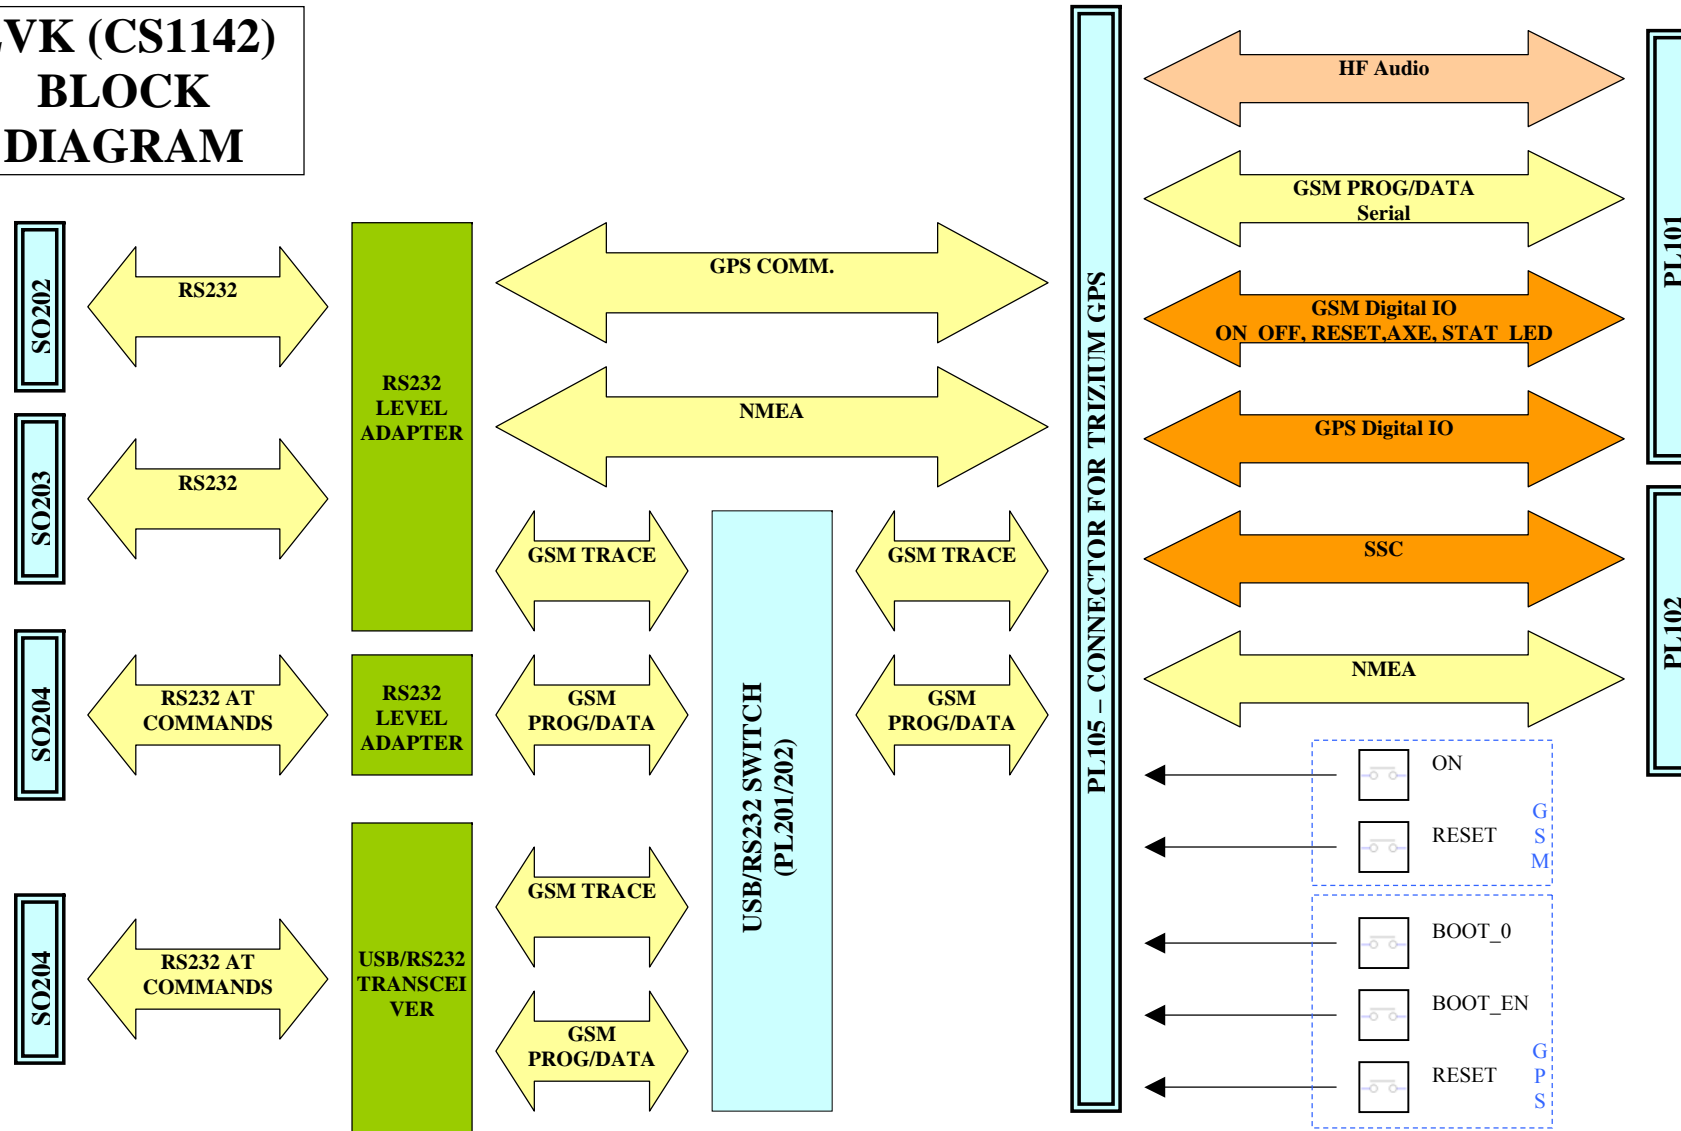 VK (CS1142)
BLOCK
DIAGRAM
SO202
RS232
SO203
RS232
SO204
RS232 AT
COMMANDS
SO204
RS232 AT
COMMANDS
RS232
LEVEL
ADAPTER
RS232
LEVEL
ADAPTER
USB/RS232
TRANSCEI
VER
GPS COMM.
NMEA
GSM TRACE
GSM
PROG/DATA
GSM TRACE
GSM
PROG/DATA
USB/RS232 SWITCH
(PL201/202)
GSM TRACE
GSM
PROG/DATA
PL105 – CONNECTOR FOR TRIZIUM GPS
HF Audio
GSM PROG/DATA
Serial
GSM Digital IO
ON_OFF, RESET,AXE, STAT_LED
GPS Digital IO
SSC
NMEA
PL101
PL102
ON
RESET
GSM
BOOT_0
BOOT_EN
RESET
GPS